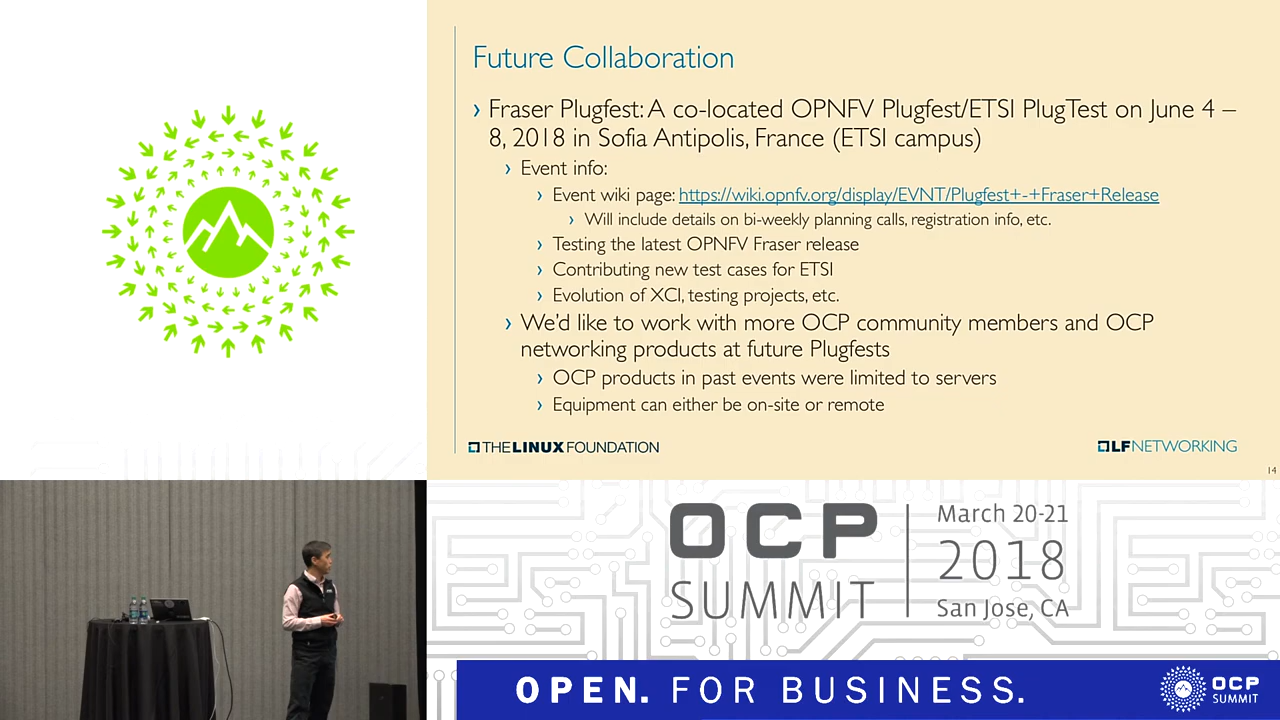 Future Collaboration
› Fraser Plugfest: A co-located OPNFV Plugfest/ETSI PlugTest on June 4 –
8, 2018 in Sofia Antipolis, France (ETSI campus)
› Event info:
› Event wiki page: https://wiki.opnfv.org/display/EVNT/Plugfest+-+Fraser+Release
› Will include details on bi-weekly planning calls, registration info, etc.
› Testing the latest OPNFV Fraser release
› Contributing new test cases for ETSI
› Evolution of XCI, testing projects, etc.
› We'd like to work with more OCP community members and OCP
networking products at future Plugfests
› OCP products in past events were limited to servers
› Equipment can either be on-site or remote
THE LINUX FOUNDATION
LFNETWORKING
14
OCP
SUMMIT
March 20-21
2018
San Jose, CA
OPEN. FOR BUSINESS.
OCP
SUMMIT